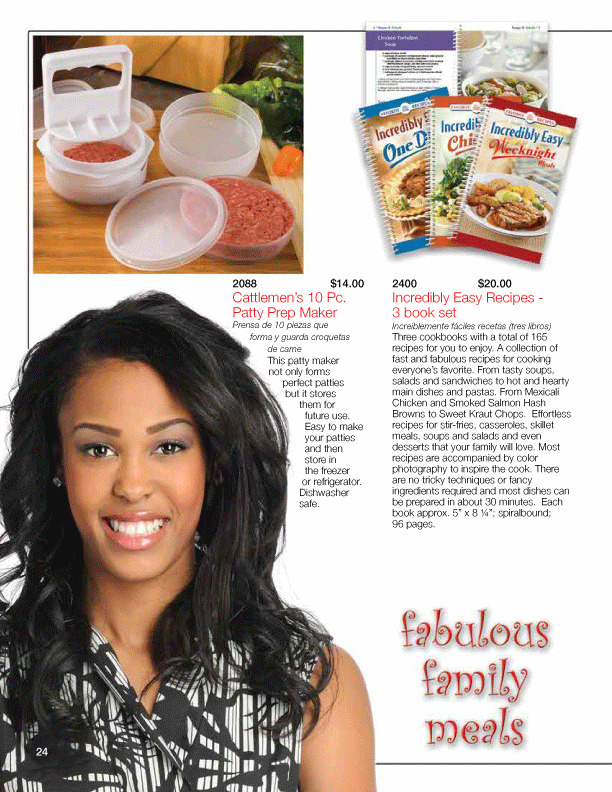 Chicken Tortellini
Soup
Incredibly
One D
Incredibly
Chi
FAVORITE RECIPES
Incredibly Easy
Weeknight
Meals
2088 $14.00
Cattlemen's 10 Pc.
Patty Prep Maker
Prensa de 10 piezas que
forma y guarda croquetas
de carne
This patty maker
not only forms
perfect patties
but it stores
them for
future use.
Easy to make
your patties
and then
store in
the freezer
or refrigerator.
Dishwasher
safe.
2400 $20.00
Incredibly Easy Recipes -
3 book set
Increiblemente fáciles recetas (tres libros)
Three cookbooks with a total of 165
recipes for you to enjoy. A collection of
fast and fabulous recipes for cooking
everyone's favorite. From tasty soups,
salads and sandwiches to hot and hearty
main dishes and pastas. From Mexicali
Chicken and Smoked Salmon Hash
Browns to Sweet Kraut Chops. Effortless
recipes for stir-fries, casseroles, skillet
meals, soups and salads and even
desserts that your family will love. Most
recipes are accompanied by color
photography to inspire the cook. There
are no tricky techniques or fancy
ingredients required and most dishes can
be prepared in about 30 minutes. Each
book approx. 5" x 8 ¼"; spiralbound;
96 pages.
fabulous
family
meals
24